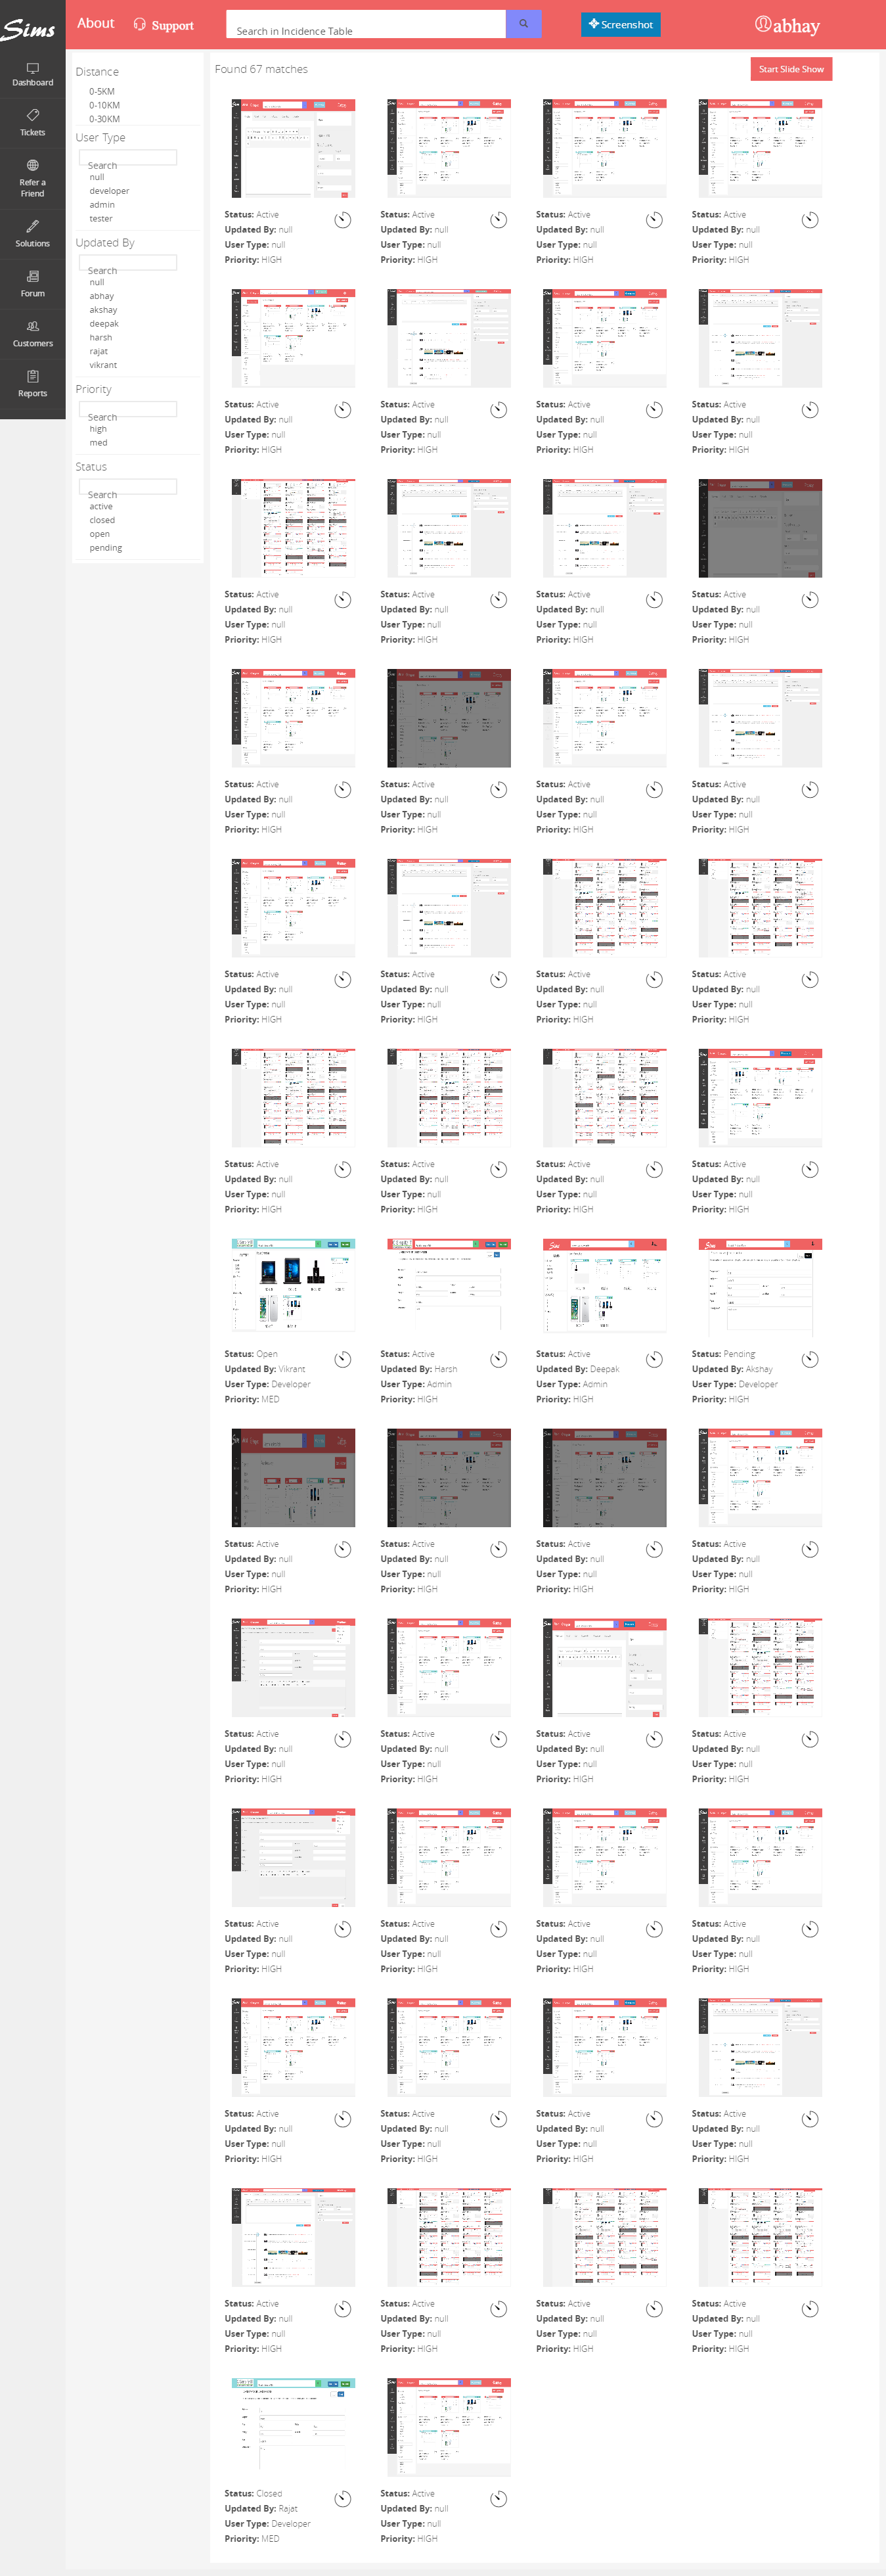 Sims
About
Support
Search in Incidence Table
Screenshot
abhay
Dashboard
Tickets
Refer a
Friend
Solutions
Forum
Customers
Reports
Distance
0-5KM
0-10KM
0-30KM
User Type
Search
null
developer
admin
tester
Updated By
Search
null
abhay
akshay
deepak
harsh
rajat
vikrant
Priority
Search
high
med
Status
Search
active
closed
open
pending
Found 67 matches
Start Slide Show
Status: Active
Updated By: null
User Type: null
Priority: HIGH
Status: Active
Updated By: null
User Type: null
Priority: HIGH
Status: Active
Updated By: null
User Type: null
Priority: HIGH
Status: Active
Updated By: null
User Type: null
Priority: HIGH
Status: Active
Updated By: null
User Type: null
Priority: HIGH
Status: Active
Updated By: null
User Type: null
Priority: HIGH
Status: Active
Updated By: null
User Type: null
Priority: HIGH
Status: Active
Updated By: null
User Type: null
Priority: HIGH
Status: Active
Updated By: null
User Type: null
Priority: HIGH
Status: Active
Updated By: null
User Type: null
Priority: HIGH
Status: Active
Updated By: null
User Type: null
Priority: HIGH
Status: Active
Updated By: null
User Type: null
Priority: HIGH
Status: Active
Updated By: null
User Type: null
Priority: HIGH
Status: Active
Updated By: null
User Type: null
Priority: HIGH
Status: Active
Updated By: null
User Type: null
Priority: HIGH
Status: Active
Updated By: null
User Type: null
Priority: HIGH
Status: Active
Updated By: null
User Type: null
Priority: HIGH
Status: Active
Updated By: null
User Type: null
Priority: HIGH
Status: Active
Updated By: null
User Type: null
Priority: HIGH
Status: Active
Updated By: null
User Type: null
Priority: HIGH
Status: Active
Updated By: null
User Type: null
Priority: HIGH
Status: Active
Updated By: null
User Type: null
Priority: HIGH
Status: Active
Updated By: null
User Type: null
Priority: HIGH
Status: Active
Updated By: null
User Type: null
Priority: HIGH
Status: Open
Updated By: Vikrant
User Type: Developer
Priority: MED
Status: Active
Updated By: Harsh
User Type: Admin
Priority: HIGH
Status: Active
Updated By: Deepak
User Type: Admin
Priority: HIGH
Status: Pending
Updated By: Akshay
User Type: Developer
Priority: HIGH
Status: Active
Updated By: null
User Type: null
Priority: HIGH
Status: Active
Updated By: null
User Type: null
Priority: HIGH
Status: Active
Updated By: null
User Type: null
Priority: HIGH
Status: Active
Updated By: null
User Type: null
Priority: HIGH
Status: Active
Updated By: null
User Type: null
Priority: HIGH
Status: Active
Updated By: null
User Type: null
Priority: HIGH
Status: Active
Updated By: null
User Type: null
Priority: HIGH
Status: Active
Updated By: null
User Type: null
Priority: HIGH
Status: Active
Updated By: null
User Type: null
Priority: HIGH
Status: Active
Updated By: null
User Type: null
Priority: HIGH
Status: Active
Updated By: null
User Type: null
Priority: HIGH
Status: Active
Updated By: null
User Type: null
Priority: HIGH
Status: Active
Updated By: null
User Type: null
Priority: HIGH
Status: Active
Updated By: null
User Type: null
Priority: HIGH
Status: Active
Updated By: null
User Type: null
Priority: HIGH
Status: Active
Updated By: null
User Type: null
Priority: HIGH
Status: Active
Updated By: null
User Type: null
Priority: HIGH
Status: Active
Updated By: null
User Type: null
Priority: HIGH
Status: Active
Updated By: null
User Type: null
Priority: HIGH
Status: Active
Updated By: null
User Type: null
Priority: HIGH
Status: Closed
Updated By: Rajat
User Type: Developer
Priority: MED
Status: Active
Updated By: null
User Type: null
Priority: HIGH